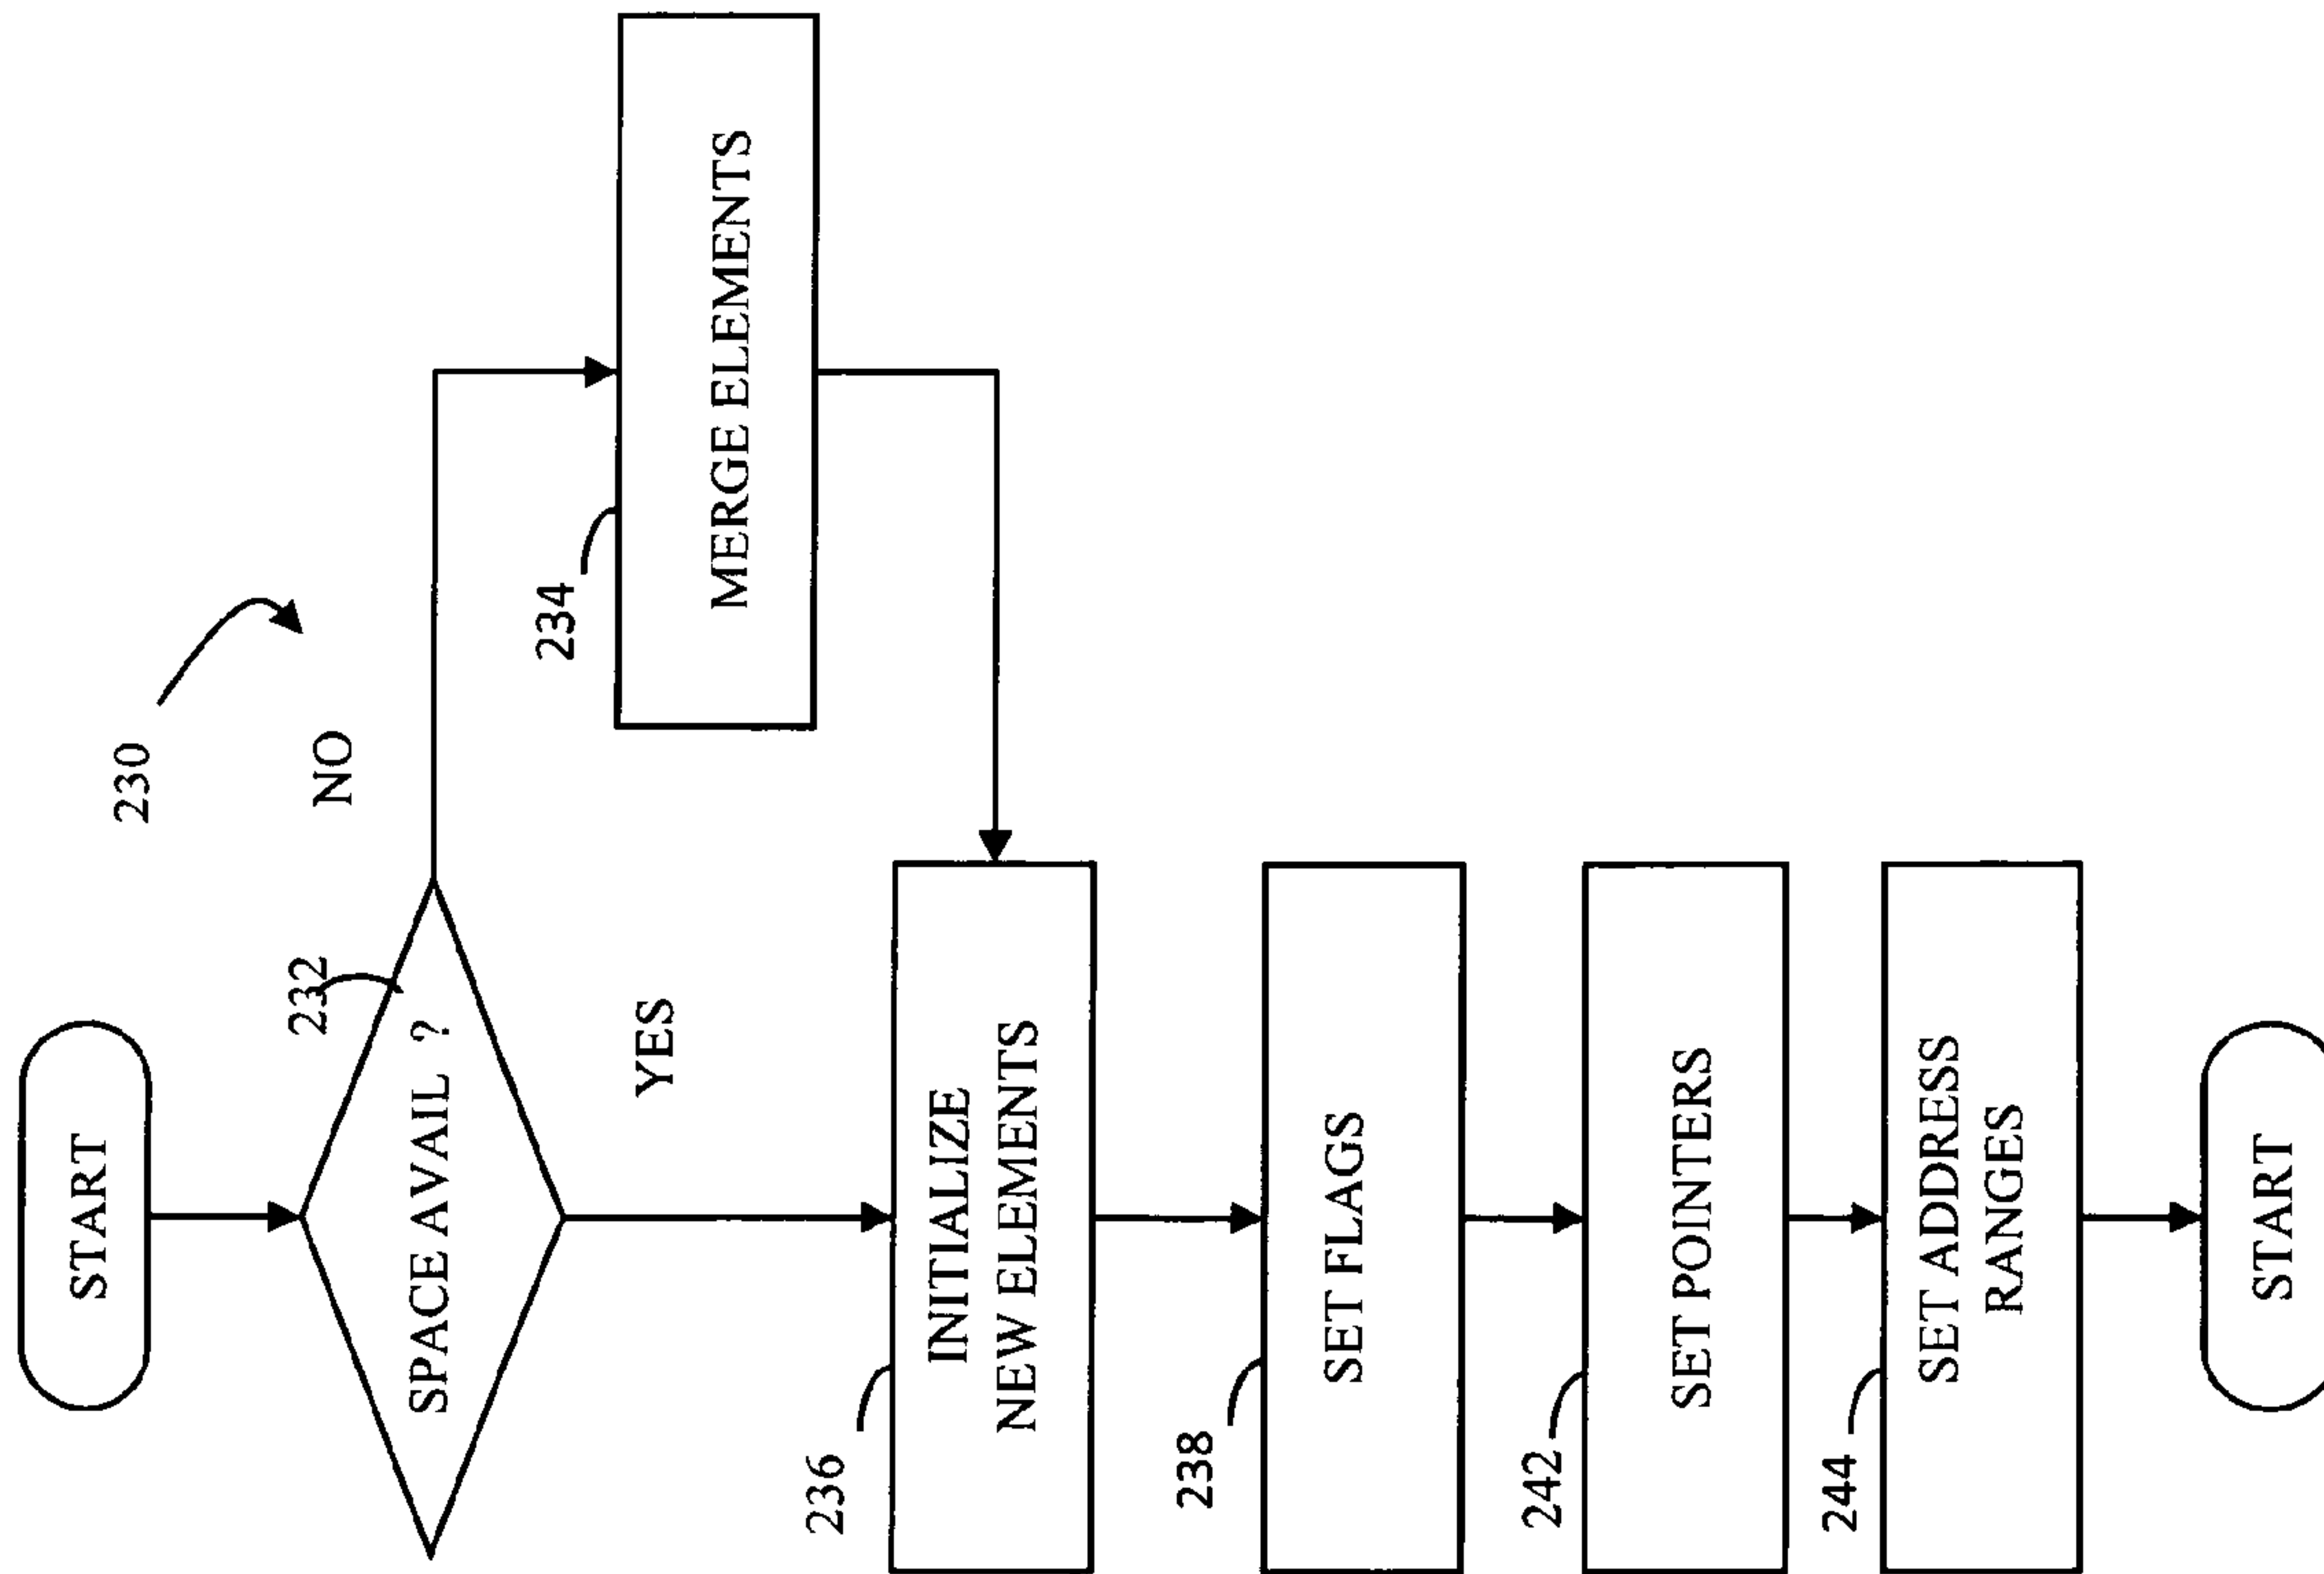 START
230
232
SPACE AVAIL ?
NO
YES
234
MERGE ELEMENTS
236
INITIALIZE
NEW ELEMENTS
238
SET FLAGS
242
SET POINTERS
244
SET ADDRESS
RANGES
START